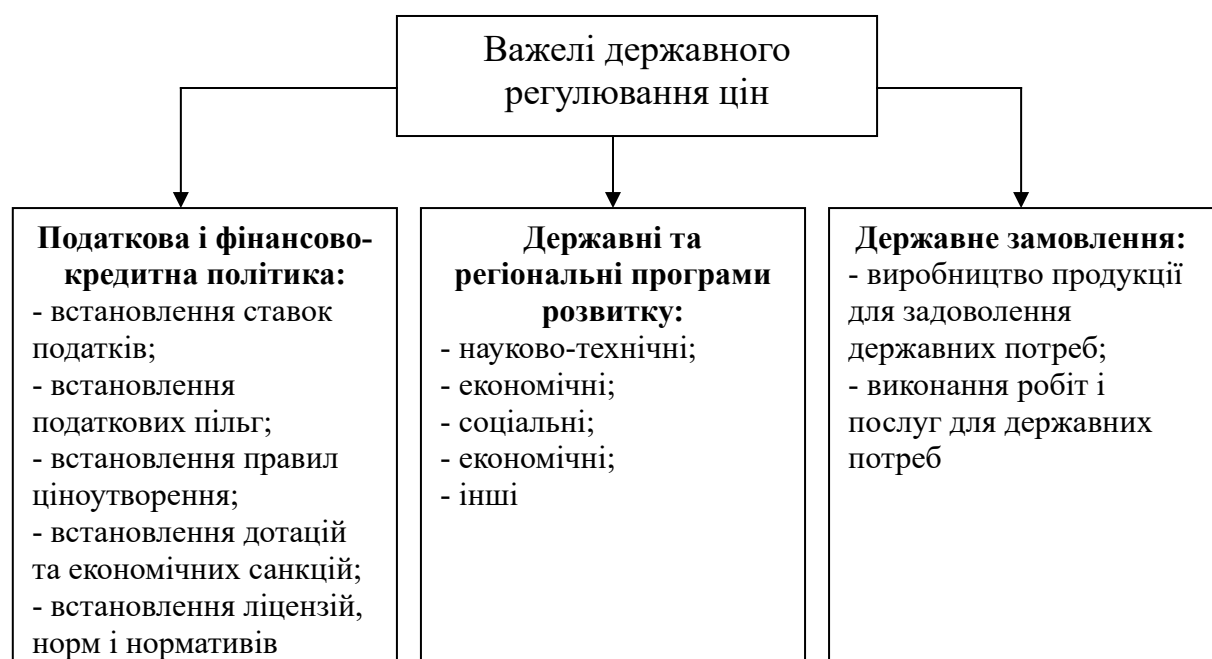 Важелі державного
регулювання цін
Податкова і фінансово-
кредитна політика:
- встановлення ставок
податків;
- встановлення
податкових пільг;
- встановлення правил
ціноутворення;
- встановлення дотацій
та економічних санкцій;
- встановлення ліцензій,
норм і нормативів
Державні та
регіональні програми
розвитку:
- науково-технічні;
- економічні;
- соціальні;
- економічні;
- інші
Державне замовлення:
- виробництво продукції
для задоволення
державних потреб;
- виконання робіт і
послуг для державних
потреб